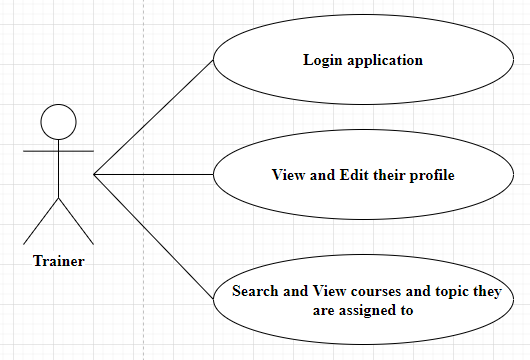 Login application
View and Edit their profile
Trainer
Search and View courses and topic they
are assigned to